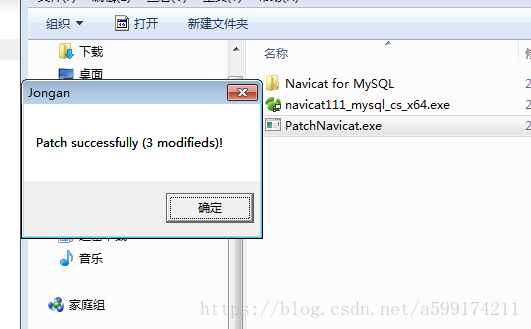 组织 打开 新建文件夹
名称
下载
桌面
Navicat for MySQL
navicat111_mysql_cs_x64.exe
PatchNavicat.exe
Jongan
Patch successfully (3 modifieds)!
确定
音乐
家庭组
https://blog.csdn.net/a599174211